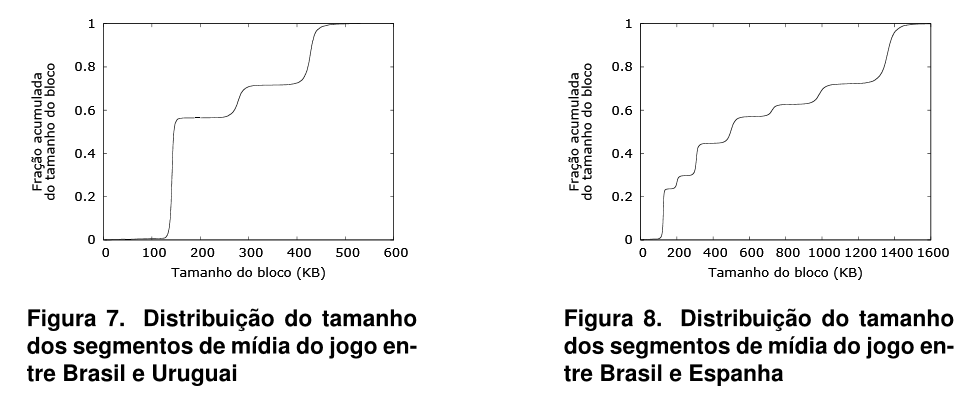 1
0.8
0.6
0.4
0.2
0
Fração acumulada
do tamanho do bloco
0 100 200 300 400 500 600
Tamanho do bloco (KB)
Figura 7. Distribuição do tamanho
dos segmentos de mídia do jogo en-
tre Brasil e Uruguai
1
0.8
0.6
0.4
0.2
0
Fração acumulada
do tamanho do bloco
0 200 400 600 800 1000 1200 1400 1600
Tamanho do bloco (KB)
Figura 8. Distribuição do tamanho
dos segmentos de mídia do jogo en-
tre Brasil e Espanha